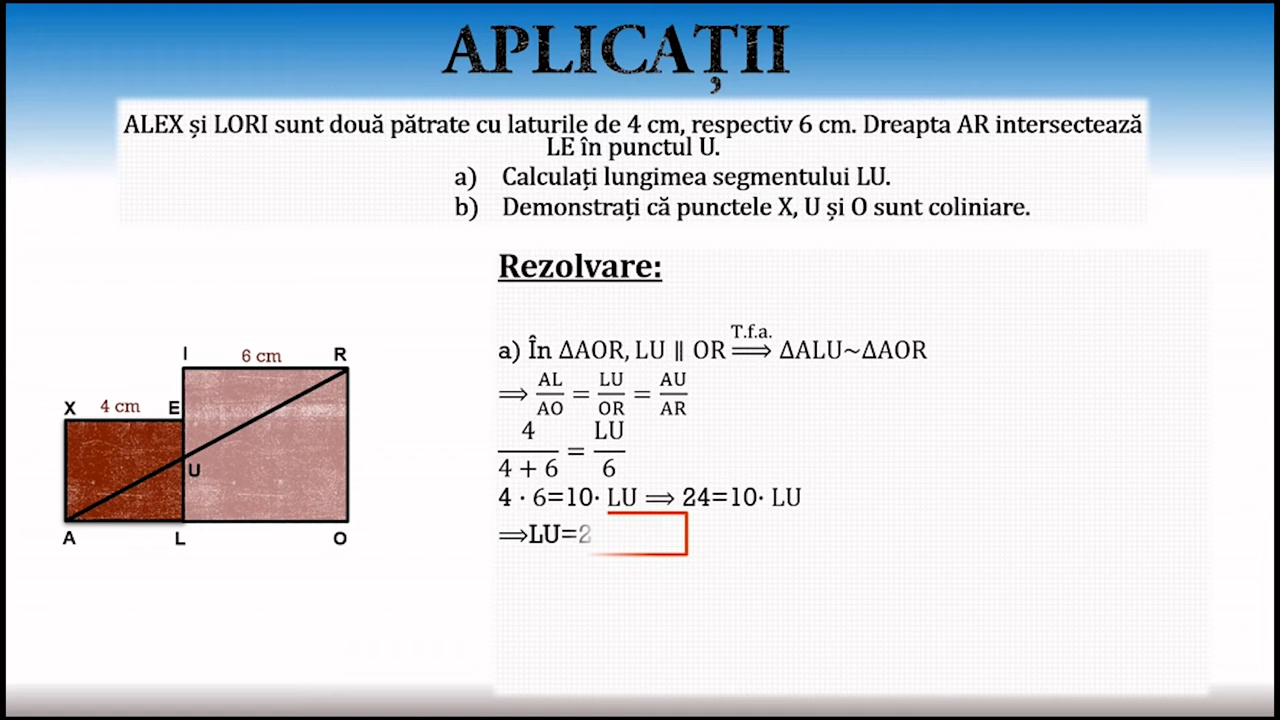 APLICAȚII
ALEX și LORI sunt două pătrate cu laturile de 4 cm, respectiv 6 cm. Dreapta AR intersectează
LE în punctul U.
a) Calculați lungimea segmentului LU.
b) Demonstrați că punctele X, U și O sunt coliniare.
Rezolvare:
T.f.a.
a) În ΔAOR, LU ∥ OR ⟹ ΔALU~ΔAOR
⟹ AL/AO = LU/OR = AU/AR
4/(4 + 6) = LU/6
4 · 6=10· LU ⟹ 24=10· LU
⟹LU=2
I 6 cm R
X 4 cm E
U
A L O